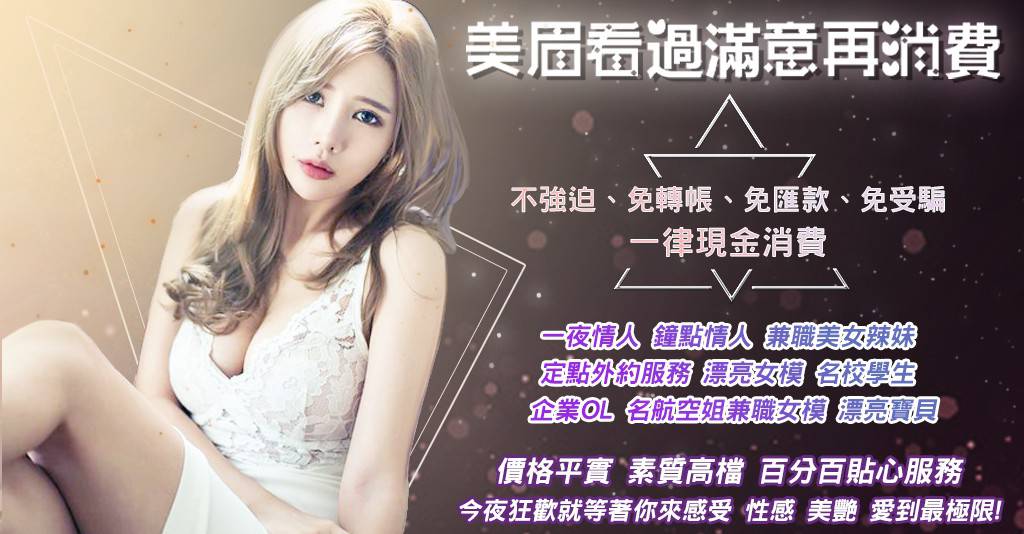 美眉看過滿意再消費
不強迫、免轉帳、免匯款、免受騙
一律現金消費
一夜情人 鐘點情人 兼職美女辣妹
定點外約服務 漂亮女模 名校學生
企業OL 名航空姐兼職女模 漂亮寶貝
價格平實 素質高檔 百分百貼心服務
今夜狂歡就等著你來感受 性感 美艷 愛到最極限!